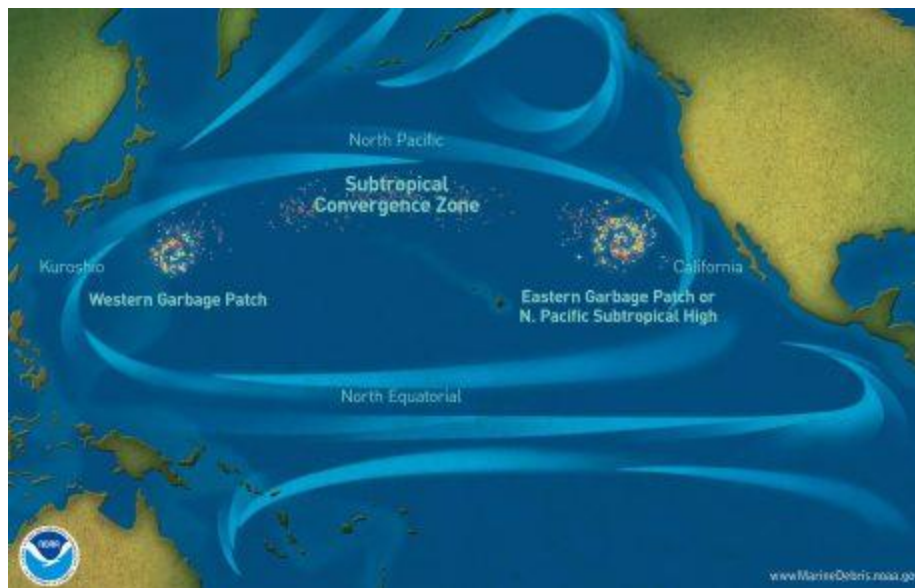 North Pacific
Subtropical
Convergence Zone
Kuroshio
California
Western Garbage Patch
Eastern Garbage Patch or
N. Pacific Subtropical High
North Equatorial
NOAA
www.MarineDebris.noaa.go